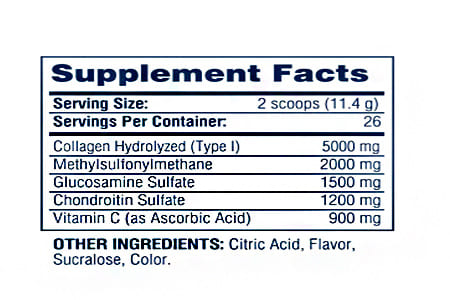 Supplement Facts
Serving Size: 2 scoops (11.4 g)
Servings Per Container: 26
Collagen Hydrolyzed (Type I) 5000 mg
Methylsulfonylmethane 2000 mg
Glucosamine Sulfate 1500 mg
Chondroitin Sulfate 1200 mg
Vitamin C (as Ascorbic Acid) 900 mg
OTHER INGREDIENTS: Citric Acid, Flavor,
Sucralose, Color.